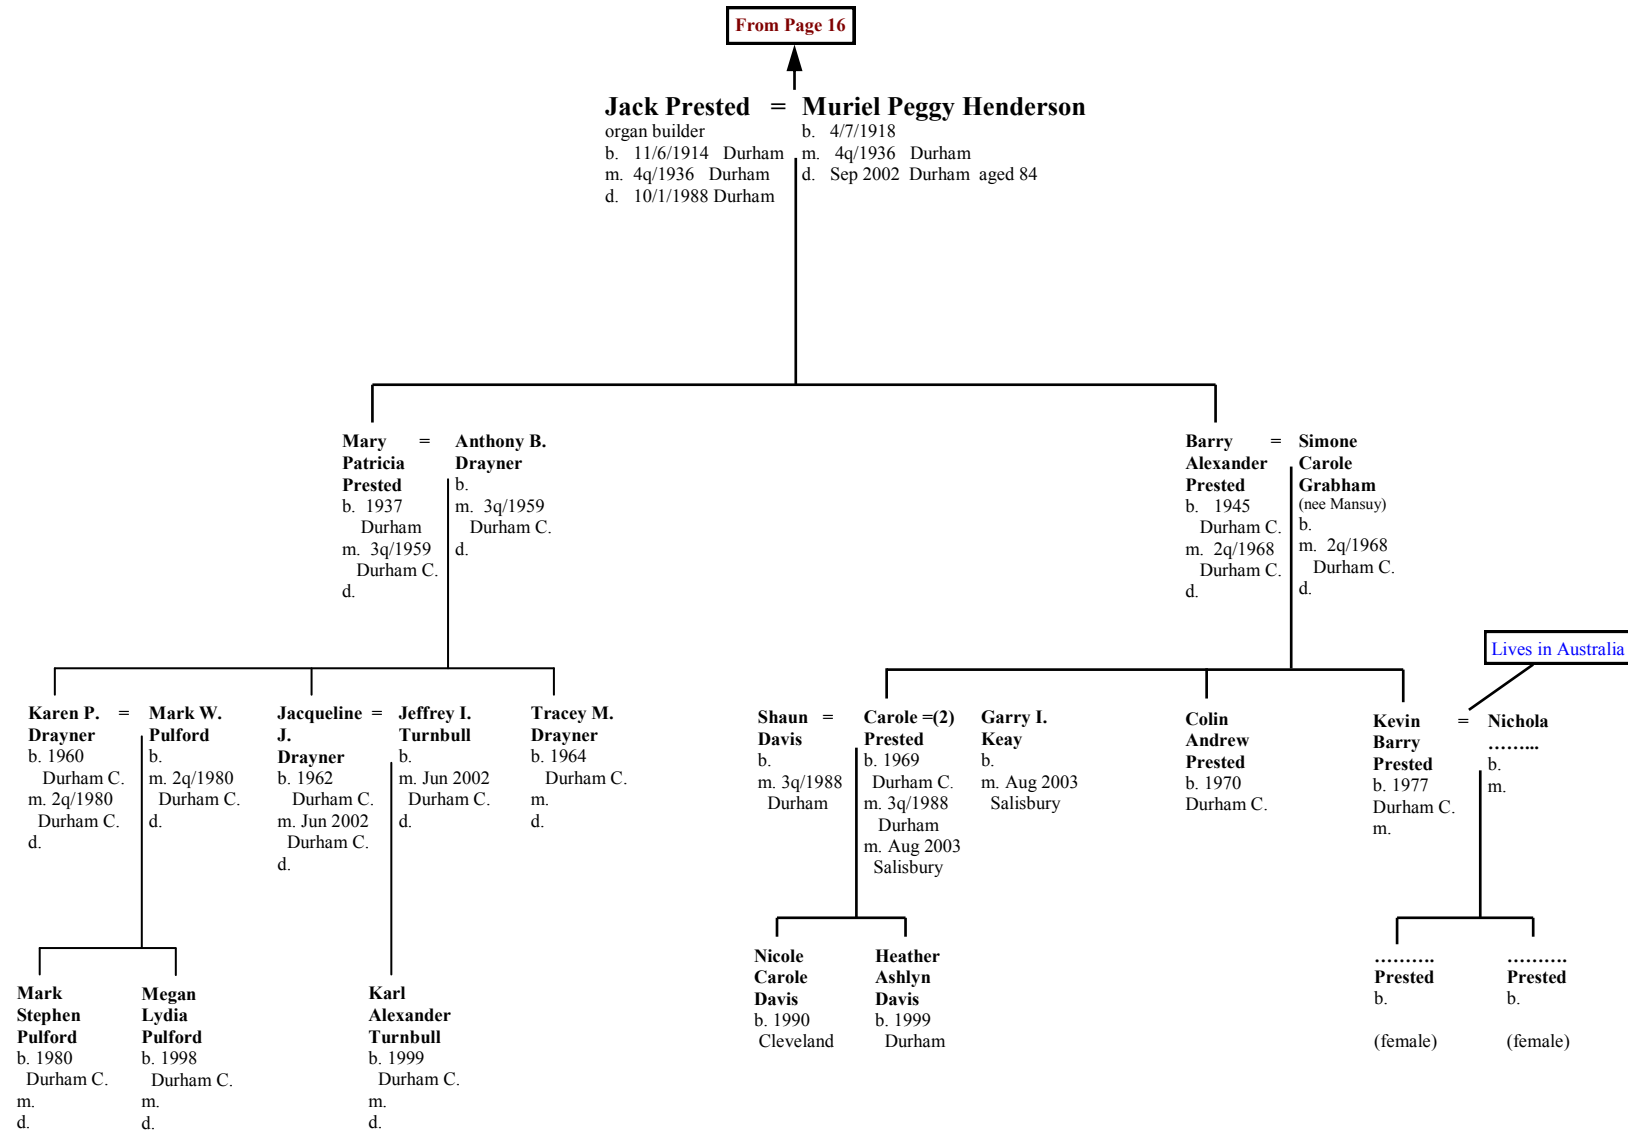 From Page 16
Jack Prested = Muriel Peggy Henderson
organ builder
b. 11/6/1914 Durham
m. 4q/1936 Durham
d. 10/1/1988 Durham
b. 4/7/1918
m. 4q/1936 Durham
d. Sep 2002 Durham aged 84
Mary =
Patricia
Prested
b. 1937
Durham
m. 3q/1959
Durham C.
d.
Anthony B.
Drayner
b.
m. 3q/1959
Durham C.
d.
Barry =
Alexander
Prested
b. 1945
Durham C.
m. 2q/1968
Durham C.
d.
Simone
Carole
Grabham
(nee Mansuy)
b.
m. 2q/1968
Durham C.
d.
Lives in Australia
Karen P. =
Drayner
b. 1960
Durham C.
m. 2q/1980
Durham C.
d.
Mark W.
Pulford
b.
m. 2q/1980
Durham C.
d.
Jacqueline =
J.
Drayner
b. 1962
Durham C.
m. Jun 2002
Durham C.
d.
Jeffrey I.
Turnbull
b.
m. Jun 2002
Durham C.
d.
Tracey M.
Drayner
b. 1964
Durham C.
m.
d.
Shaun =
Davis
b.
m. 3q/1988
Durham
Carole =(2)
Prested
b. 1969
Durham C.
m. 3q/1988
Durham
m. Aug 2003
Salisbury
Garry I.
Keay
b.
m. Aug 2003
Salisbury
Colin
Andrew
Prested
b. 1970
Durham C.
Kevin =
Barry
Prested
b. 1977
Durham C.
m.
Nichola
………
b.
m.
Mark
Stephen
Pulford
b. 1980
Durham C.
m.
d.
Megan
Lydia
Pulford
b. 1998
Durham C.
m.
d.
Karl
Alexander
Turnbull
b. 1999
Durham C.
m.
d.
Nicole
Carole
Davis
b. 1990
Cleveland
Heather
Ashlyn
Davis
b. 1999
Durham
……….
Prested
b.
(female)
……….
Prested
b.
(female)